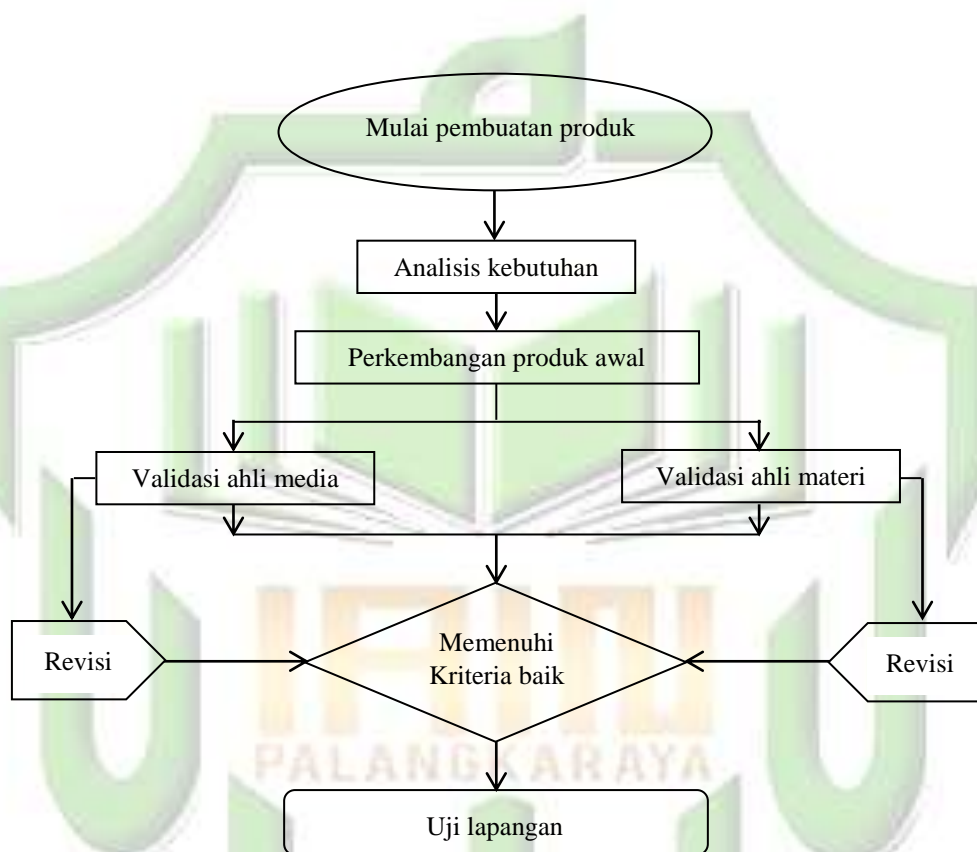 Mulai pembuatan produk
Analisis kebutuhan
Perkembangan produk awal
Validasi ahli media
Validasi ahli materi
Revisi
Memenuhi
Kriteria baik
Revisi
IAIN
PALANGKARAYA
Uji lapangan